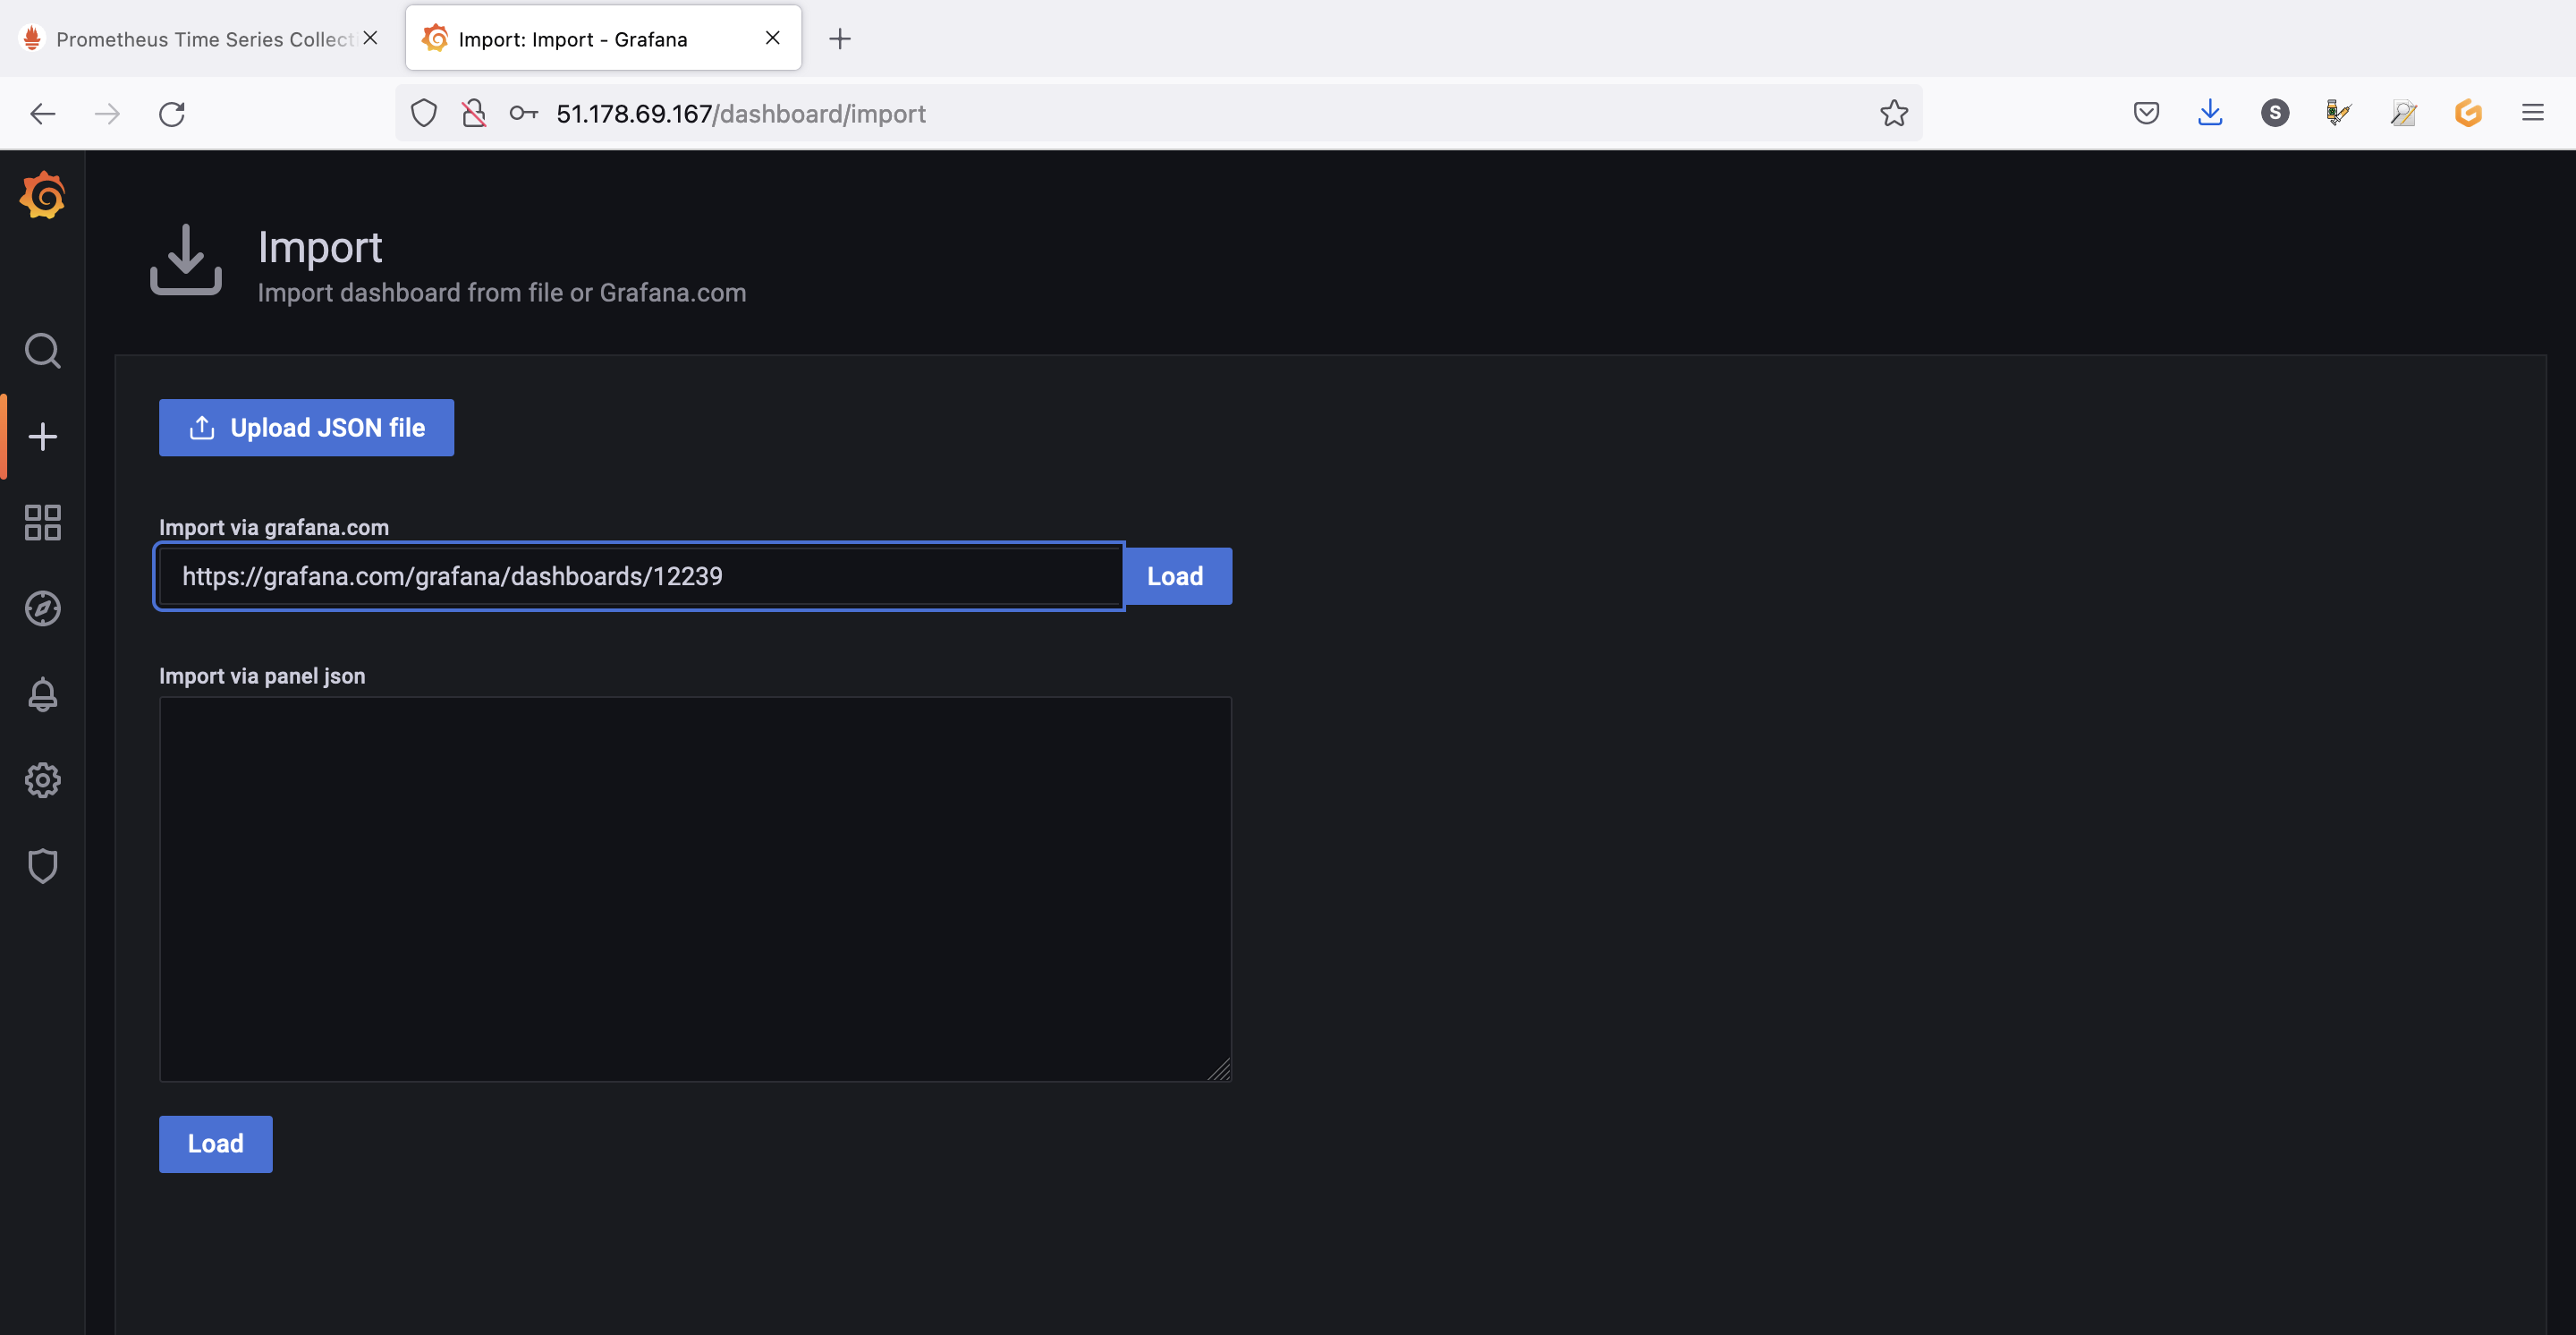 Prometheus Time Series Collect
Import: Import - Grafana
51.178.69.167/dashboard/import
S
Import
Import dashboard from file or Grafana.com
Upload JSON file
Import via grafana.com
https://grafana.com/grafana/dashboards/12239
Load
Import via panel json
Load